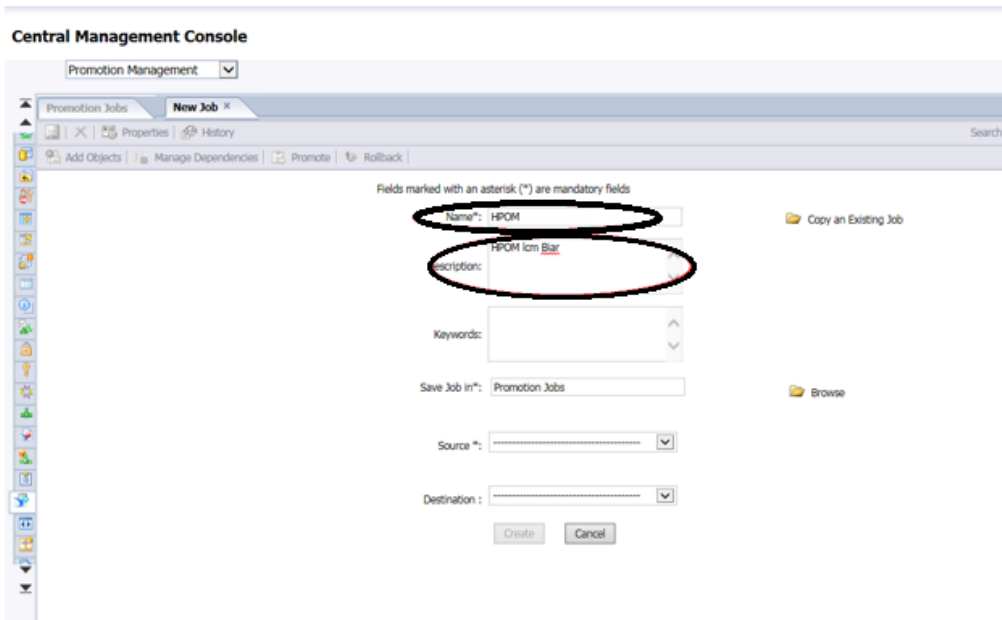 Central Management Console
Promotion Management
Promotion Jobs New Job ×
Properties History Search
Add Objects Manage Dependencies Promote Rollback
Fields marked with an asterisk (*) are mandatory fields
Name*: HPOM Copy an Existing Job
HPOM lcm Biar
escription:
Keywords:
Save Job in*: Promotion Jobs Browse
Source *:
Destination :
Create Cancel